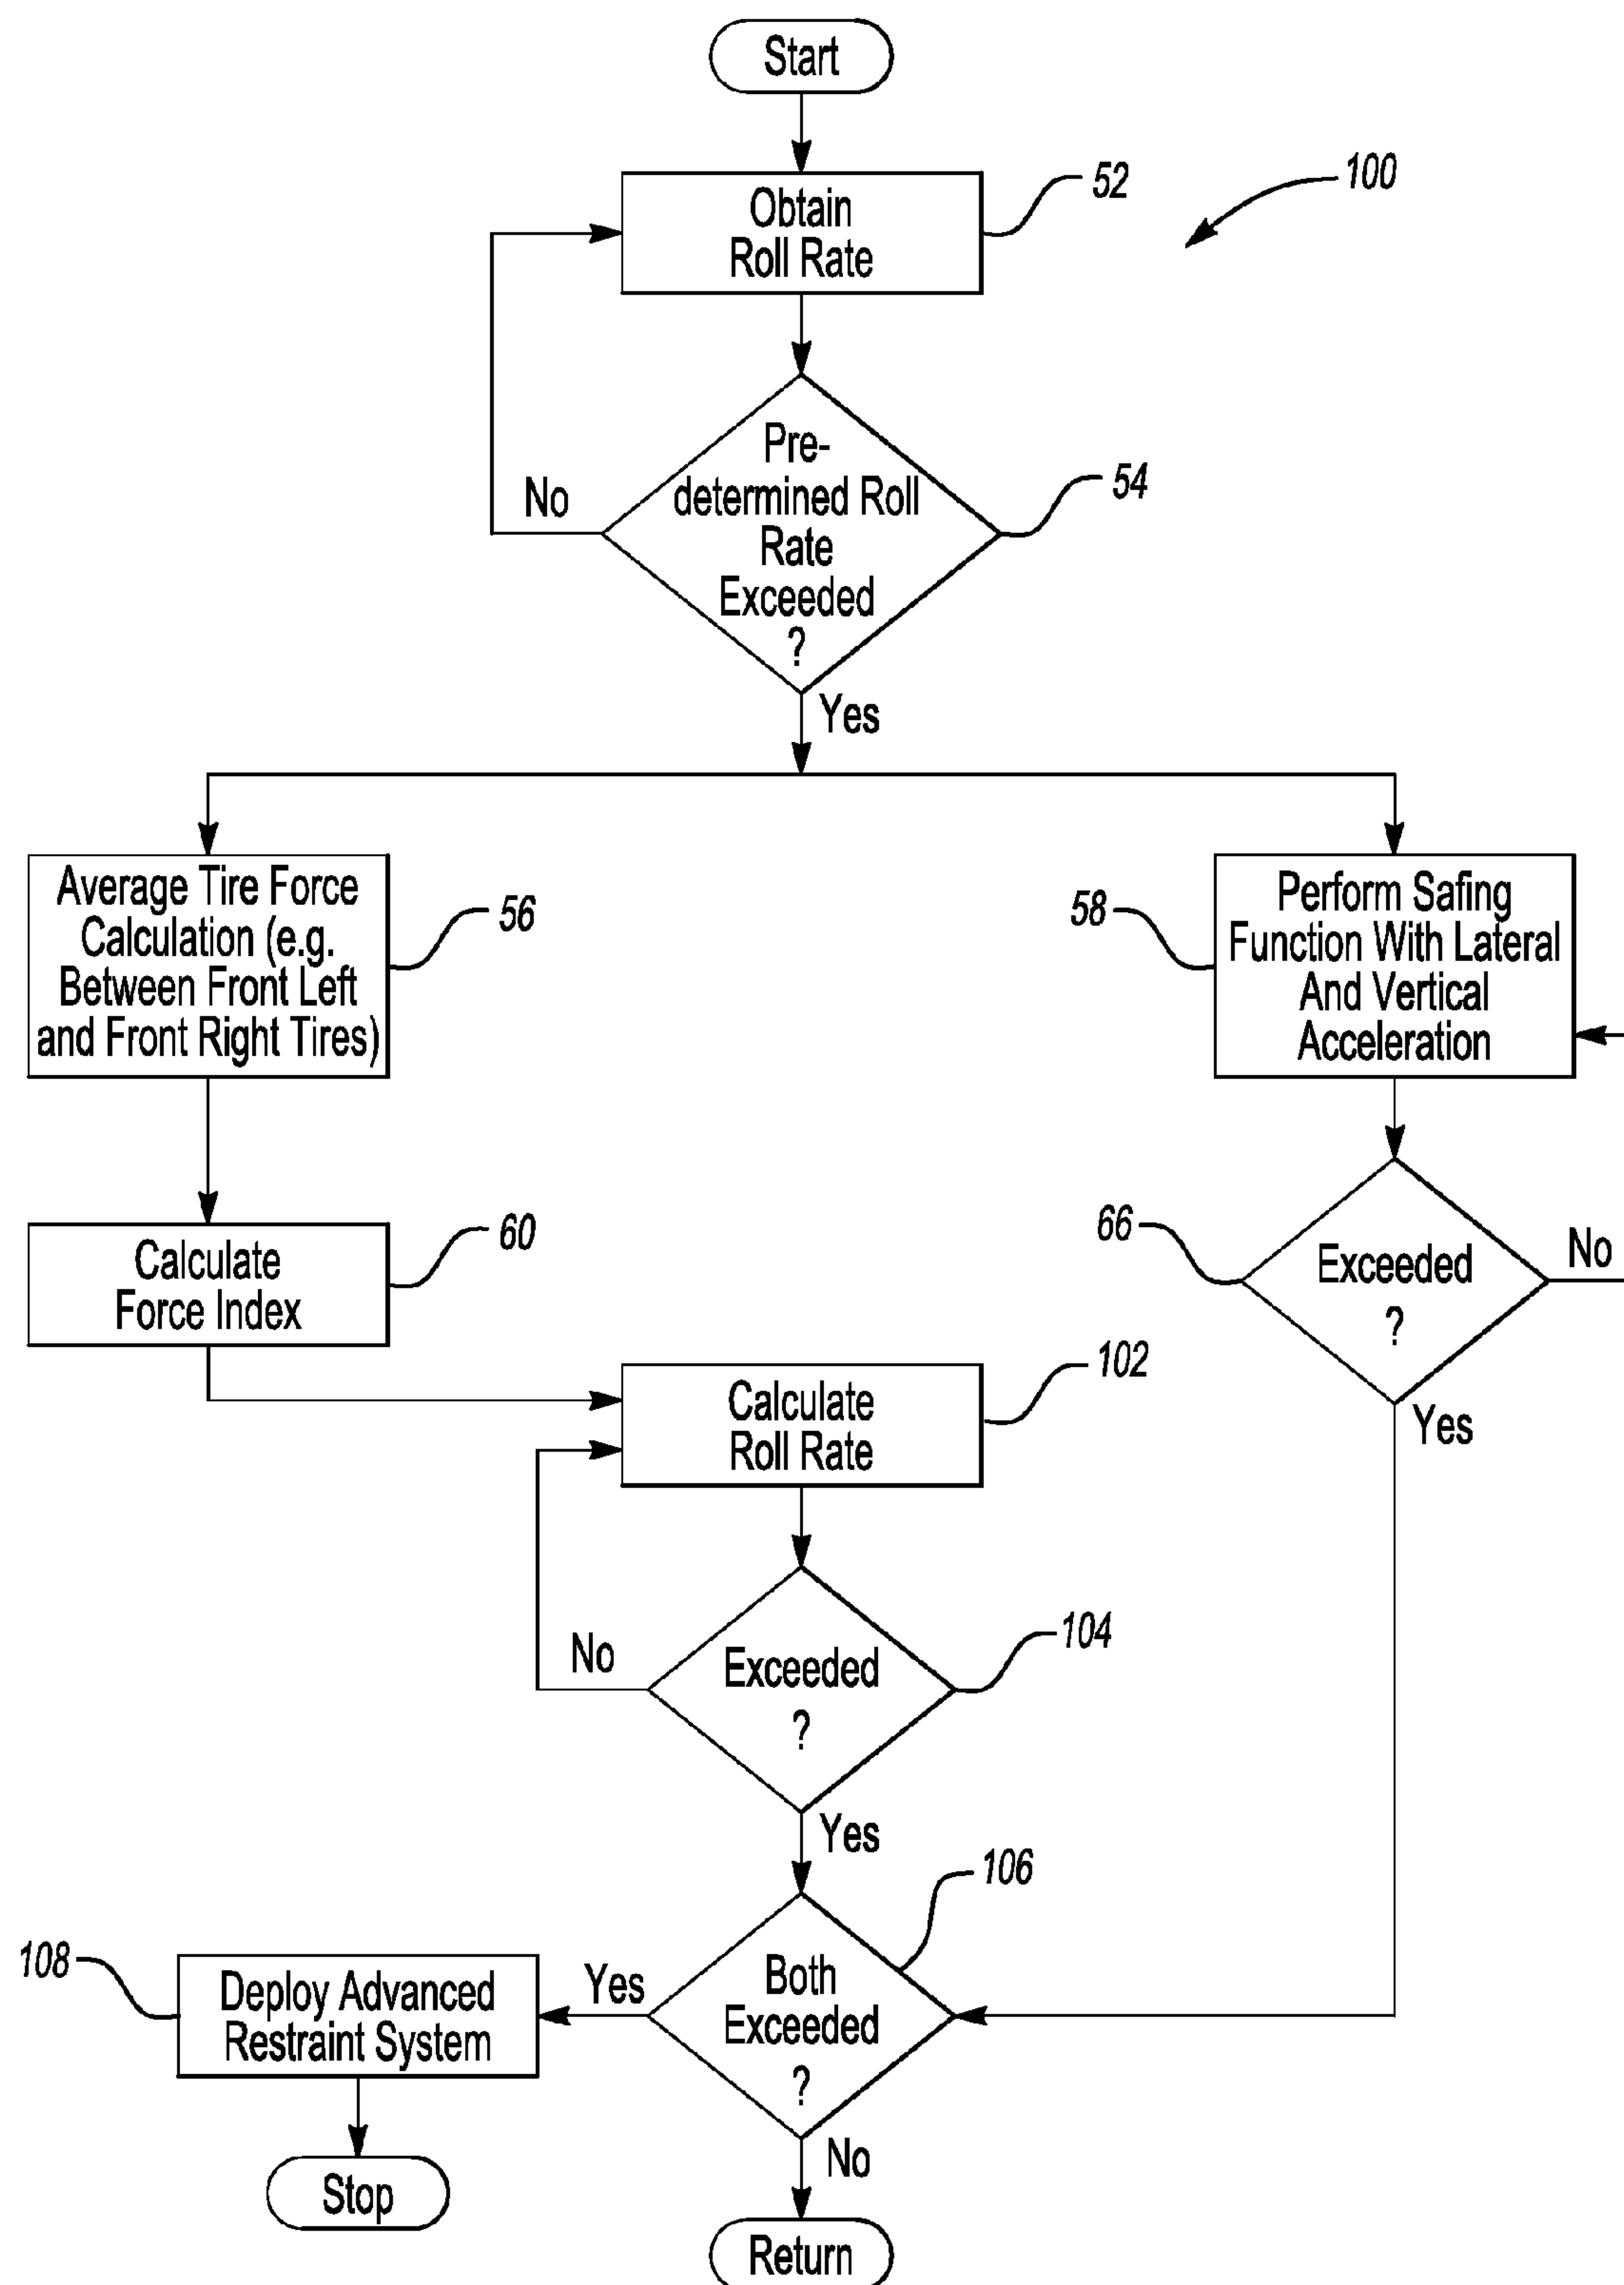 Start
Obtain
Roll Rate
52
100
Pre-
determined Roll
Rate
Exceeded
?
54
No
Yes
Average Tire Force
Calculation (e.g.
Between Front Left
and Front Right Tires)
56
58
Perform Safing
Function With Lateral
And Vertical
Acceleration
Calculate
Force Index
60
66
Exceeded
?
No
Yes
Calculate
Roll Rate
102
No
Exceeded
?
104
Yes
106
108
Deploy Advanced
Restraint System
Yes
Both
Exceeded
?
No
Stop
Return